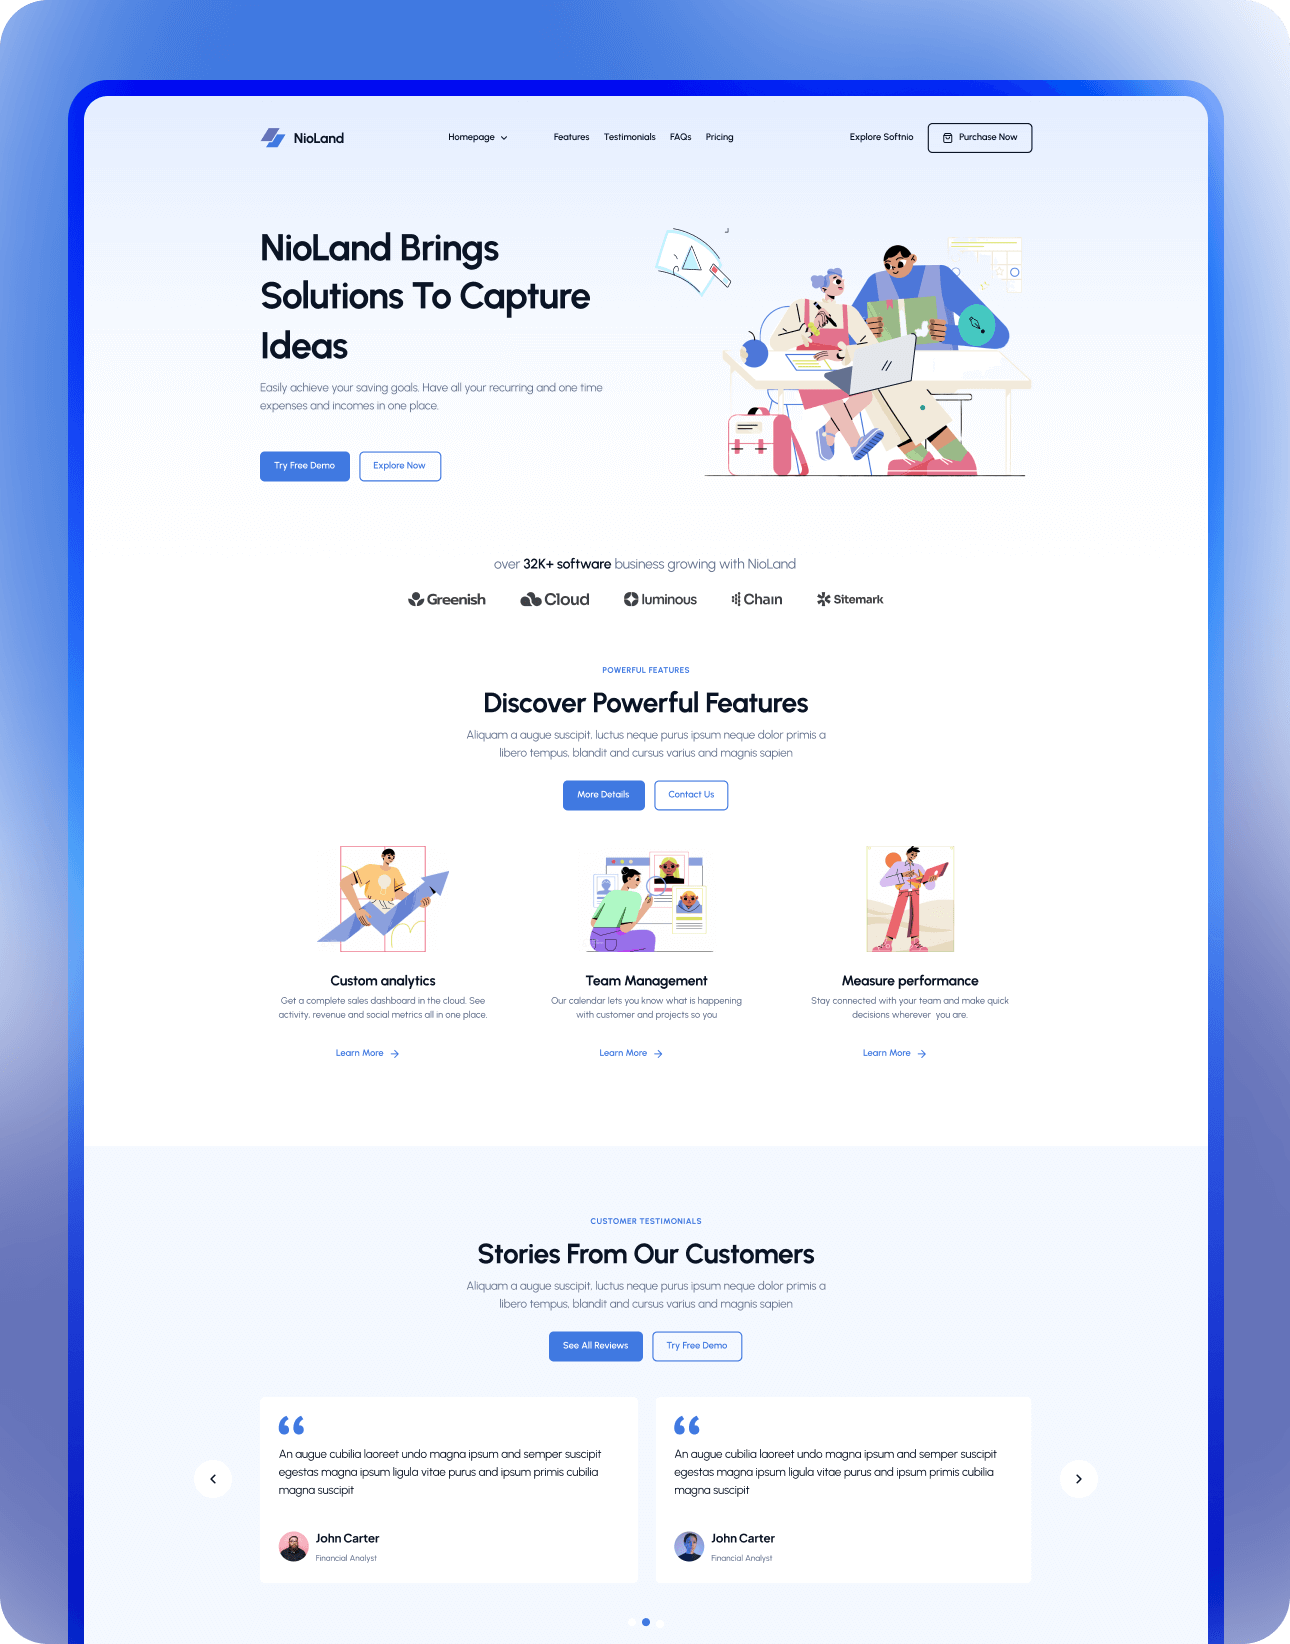 NioLand
Homepage
Features
Testimonials
FAQs
Pricing
Explore Softnio
Purchase Now
NioLand Brings
Solutions To Capture
Ideas
Easily achieve your saving goals. Have all your recurring and one time
expenses and incomes in one place.
Try Free Demo
Explore Now
over 32K+ software business growing with NioLand
Greenish
Cloud
luminous
Chain
Sitemark
POWERFUL FEATURES
Discover Powerful Features
Aliquam a augue suscipit, luctus neque purus ipsum neque dolor primis a
libero tempus, blandit and cursus varius and magnis sapien
More Details
Contact Us
Custom analytics
Get a complete sales dashboard in the cloud. See
activity, revenue and social metrics all in one place.
Learn More
Team Management
Our calendar lets you know what is happening
with customer and projects so you
Learn More
Measure performance
Stay connected with your team and make quick
decisions wherever you are.
Learn More
CUSTOMER TESTIMONIALS
Stories From Our Customers
Aliquam a augue suscipit, luctus neque purus ipsum neque dolor primis a
libero tempus, blandit and cursus varius and magnis sapien
See All Reviews
Try Free Demo
An augue cubilia laoreet undo magna ipsum and semper suscipit
egestas magna ipsum ligula vitae purus and ipsum primis cubilia
magna suscipit
John Carter
Financial Analyst
An augue cubilia laoreet undo magna ipsum and semper suscipit
egestas magna ipsum ligula vitae purus and ipsum primis cubilia
magna suscipit
John Carter
Financial Analyst